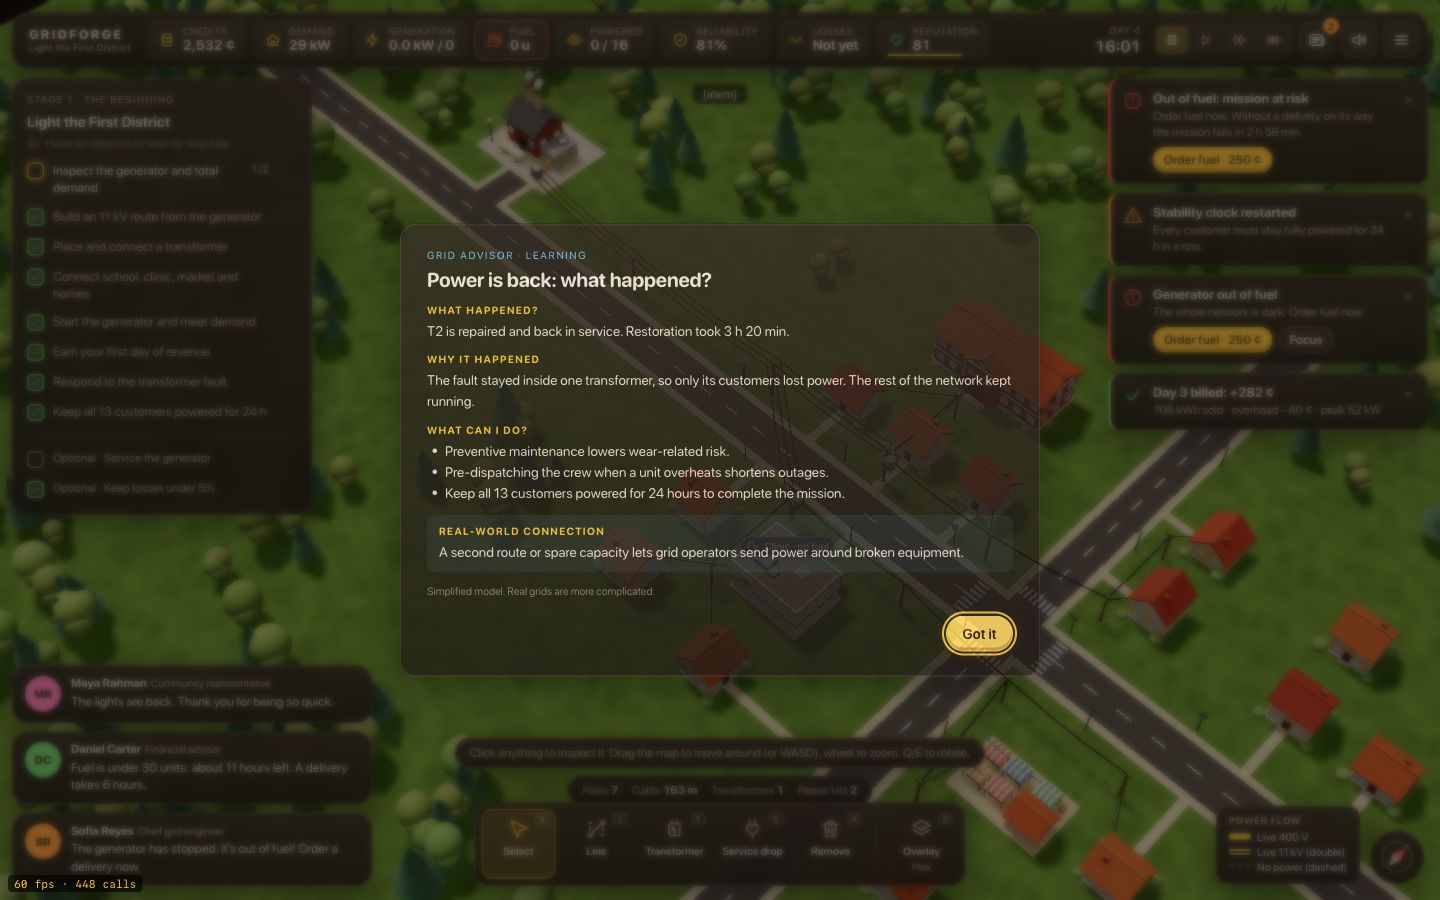 GRIDFORGE
Light the First District
CREDITS
2,532 ¢
DEMAND
29 kW
GENERATION
0.0 kW / 0
FUEL
0 u
POWERED
0 / 16
RELIABILITY
81%
LOSSES
Not yet
REPUTATION
81
DAY 4
16:01
2
STAGE 1 · THE BEGINNING
Light the First District
Hover an objective for step-by-step help
Inspect the generator and total demand
1/2
Build an 11 kV route from the generator
Place and connect a transformer
Connect school, clinic, market and homes
Start the generator and meet demand
Earn your first day of revenue
Respond to the transformer fault
Keep all 13 customers powered for 24 h
Optional · Service the generator
Optional · Keep losses under 5%
[alarm]
Out of fuel: mission at risk
Order fuel now. Without a delivery on its way
the mission fails in 2 h 59 min.
Order fuel · 250 ¢
Stability clock restarted
Every customer must stay fully powered for 24
h in a row.
Generator out of fuel
The whole network is dark. Order fuel now.
Order fuel · 250 ¢
Focus
Day 3 billed: +282 ¢
706 kWh sold · overhead −40 ¢ · peak 52 kW
GRID ADVISOR · LEARNING
Power is back: what happened?
WHAT HAPPENED?
T2 is repaired and back in service. Restoration took 3 h 20 min.
WHY IT HAPPENED
The fault stayed inside one transformer, so only its customers lost power. The rest of the network kept
running.
WHAT CAN I DO?
• Preventive maintenance lowers wear-related risk.
• Pre-dispatching the crew when a unit overheats shortens outages.
• Keep all 13 customers powered for 24 hours to complete the mission.
REAL-WORLD CONNECTION
A second route or spare capacity lets grid operators send power around broken equipment.
Simplified model. Real grids are more complicated.
Got it
MR
Maya Rahman Community representative
The lights are back. Thank you for being so quick.
DC
Daniel Carter Financial advisor
Fuel is under 30 units: about 11 hours left. A delivery
takes 6 hours.
SR
Sofia Reyes Chief grid engineer
The generator has stopped. It's out of fuel! Order a
delivery now.
60 fps · 448 calls
Click anything to inspect it. Drag the map to move around (or WASD), wheel to zoom, Q/E to rotate.
Poles 7 Cable 163 m Transformers 1 Repair kits 2
Select
V
Line
L
Transformer
T
Service drop
C
Remove
X
Overlay
O
Flow
POWER FLOW
Live 400 V
Live 11 kV (double)
No power (dashed)